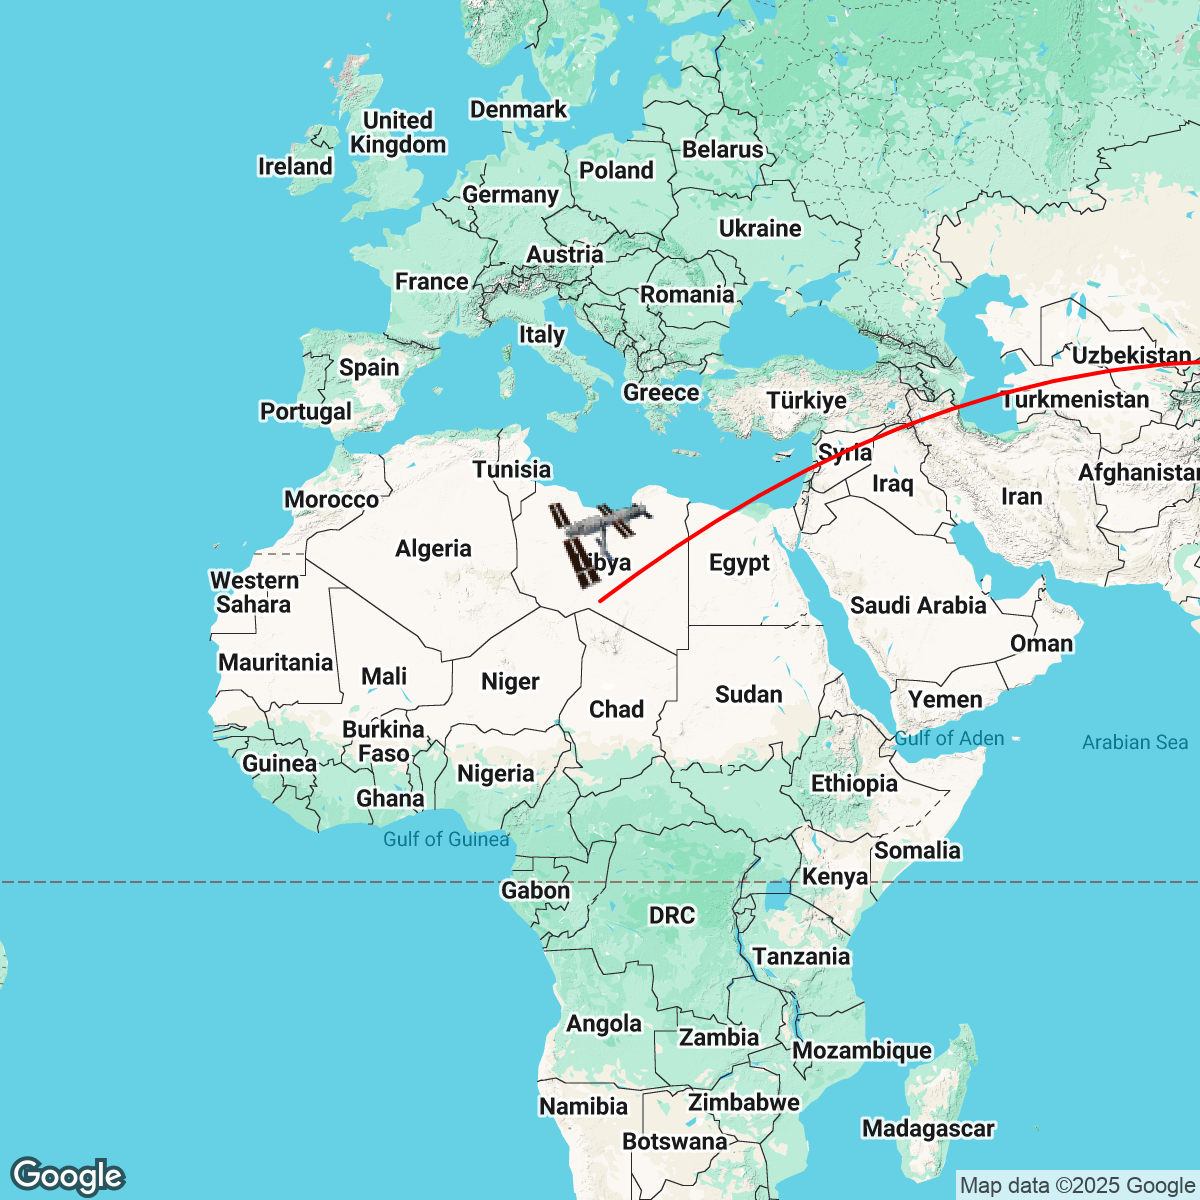 Denmark
United
Kingdom
Ireland
Belarus
Poland
Germany
Ukraine
Austria
France
Romania
Italy
Uzbekistan
Spain
Greece
Türkiye
Turkmenistan
Portugal
Syria
Tunisia
Afghanistan
Iraq
Iran
Morocco
Algeria
Libya
Egypt
Western
Sahara
Saudi Arabia
Oman
Mauritania
Mali
Niger
Sudan
Yemen
Chad
Burkina
Faso
Gulf of Aden
Arabian Sea
Guinea
Nigeria
Ethiopia
Ghana
Gulf of Guinea
Somalia
Kenya
Gabon
DRC
Tanzania
Angola
Zambia
Mozambique
Namibia
Zimbabwe
Madagascar
Botswana
Google
Map data ©2025 Google